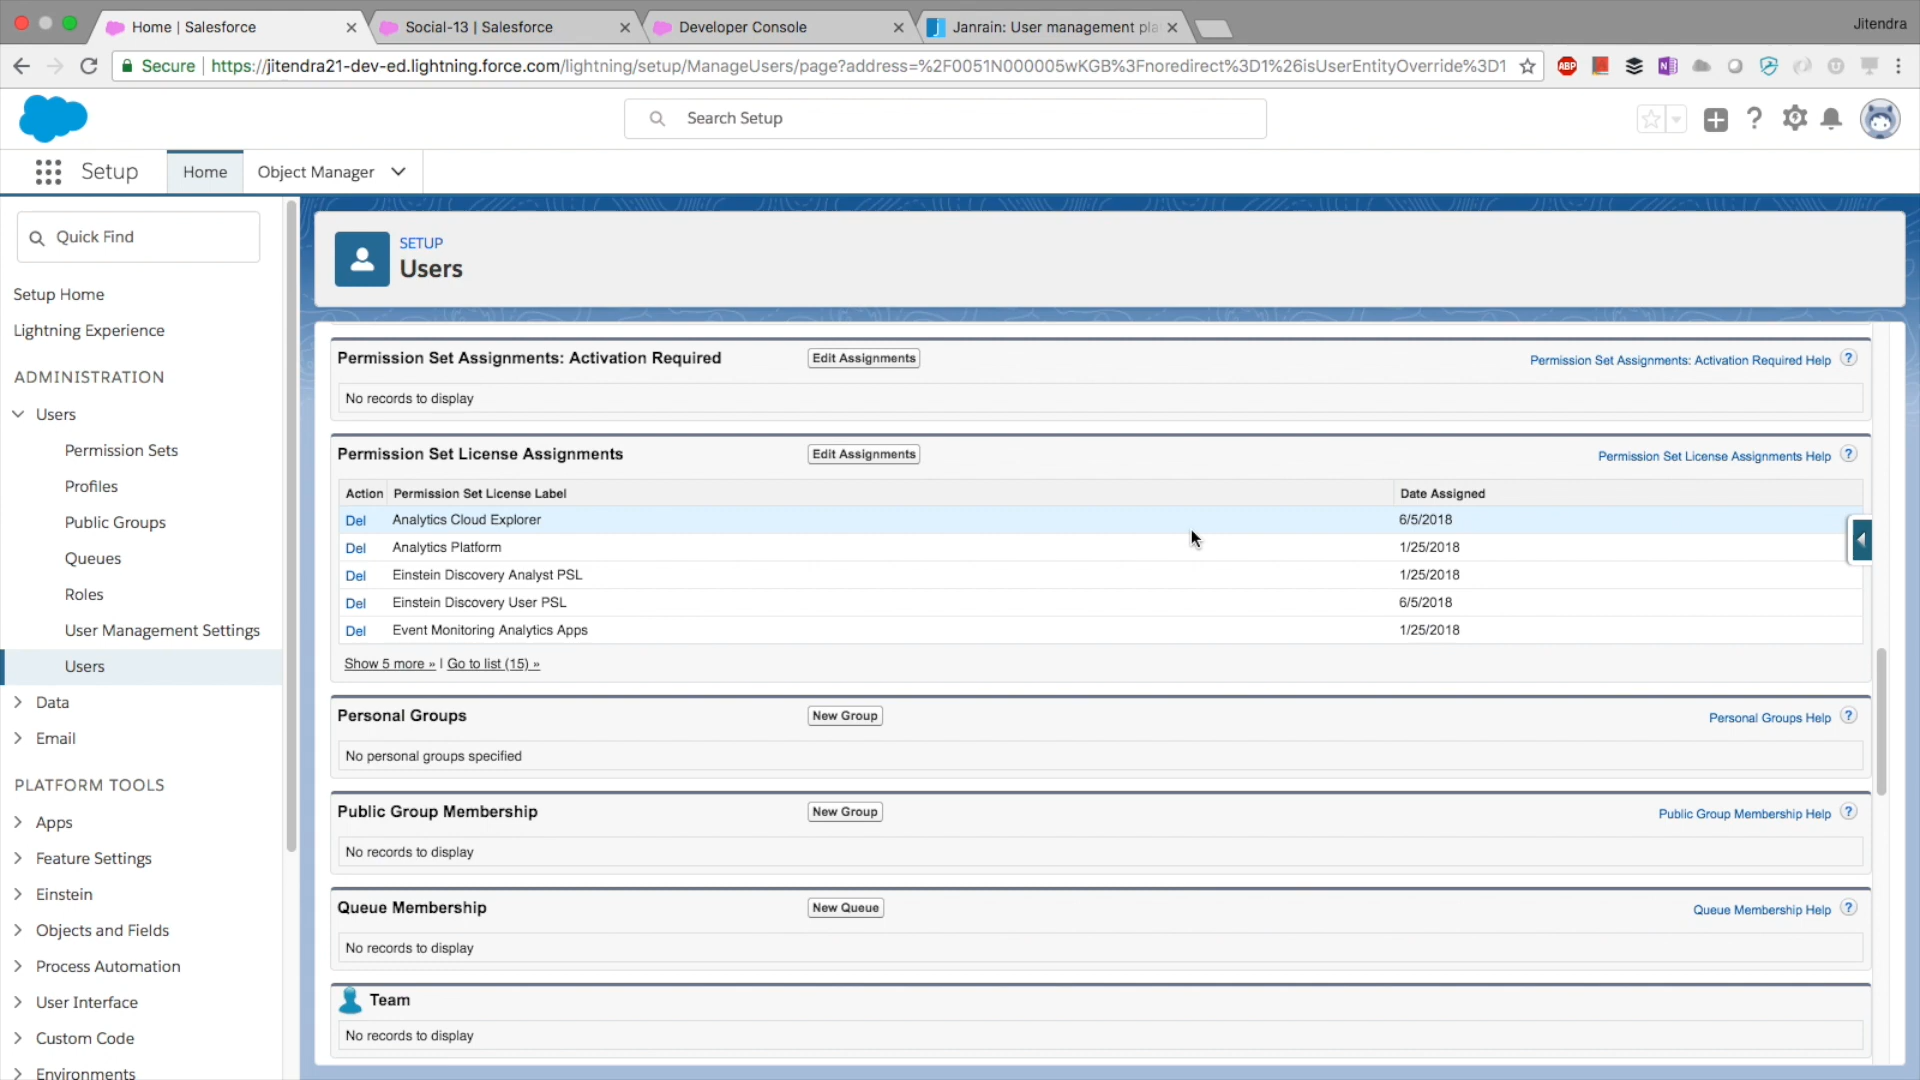 Home | Salesforce
Social-13 | Salesforce
Developer Console
Janrain: User management pla
Jitendra
Secure
https://jitendra21-dev-ed.lightning.force.com/lightning/setup/ManageUsers/page?address=%2F0051N000005wKGB%3Fnoredirect%3D1%26isUserEntityOverride%3D1
ABP
Search Setup
Setup
Home
Object Manager
Quick Find
Setup Home
Lightning Experience
ADMINISTRATION
Users
Permission Sets
Profiles
Public Groups
Queues
Roles
User Management Settings
Users
Data
Email
PLATFORM TOOLS
Apps
Feature Settings
Einstein
Objects and Fields
Process Automation
User Interface
Custom Code
Environments
SETUP
Users
Permission Set Assignments: Activation Required
Edit Assignments
Permission Set Assignments: Activation Required Help ?
No records to display
Permission Set License Assignments
Edit Assignments
Permission Set License Assignments Help ?
Action Permission Set License Label Date Assigned
Del Analytics Cloud Explorer 6/5/2018
Del Analytics Platform 1/25/2018
Del Einstein Discovery Analyst PSL 1/25/2018
Del Einstein Discovery User PSL 6/5/2018
Del Event Monitoring Analytics Apps 1/25/2018
Show 5 more » | Go to list (15) »
Personal Groups
New Group
Personal Groups Help ?
No personal groups specified
Public Group Membership
New Group
Public Group Membership Help ?
No records to display
Queue Membership
New Queue
Queue Membership Help ?
No records to display
Team
No records to display